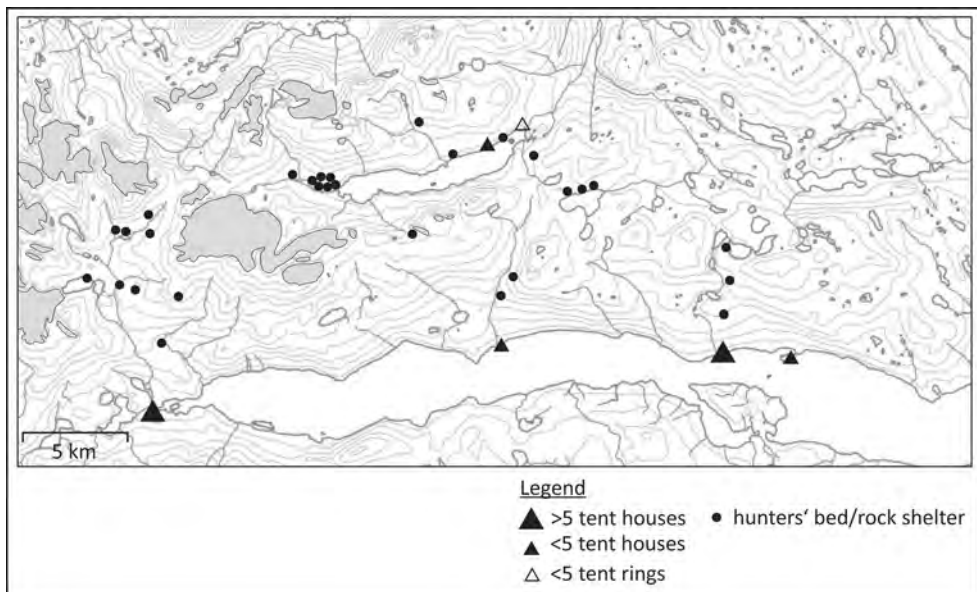 5 km
Legend
>5 tent houses
<5 tent houses
<5 tent rings
hunters‘ bed/rock shelter